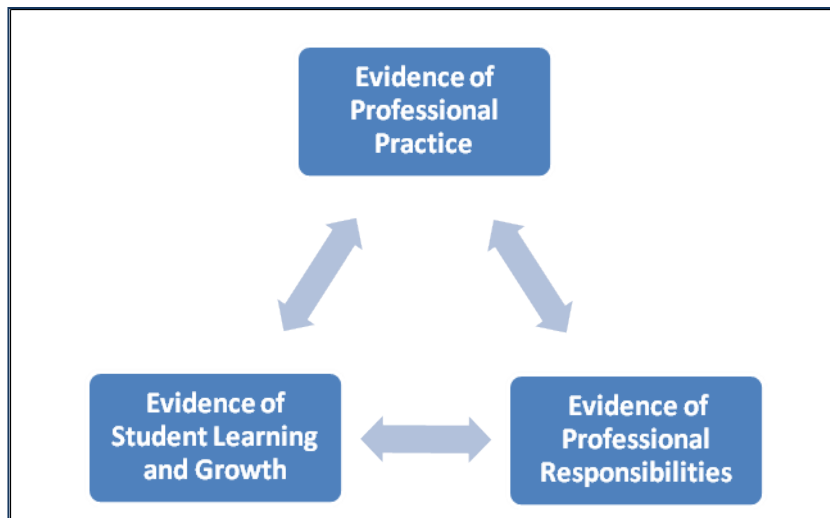 Evidence of
Professional
Practice
Evidence of
Student Learning
and Growth
Evidence of
Professional
Responsibilities